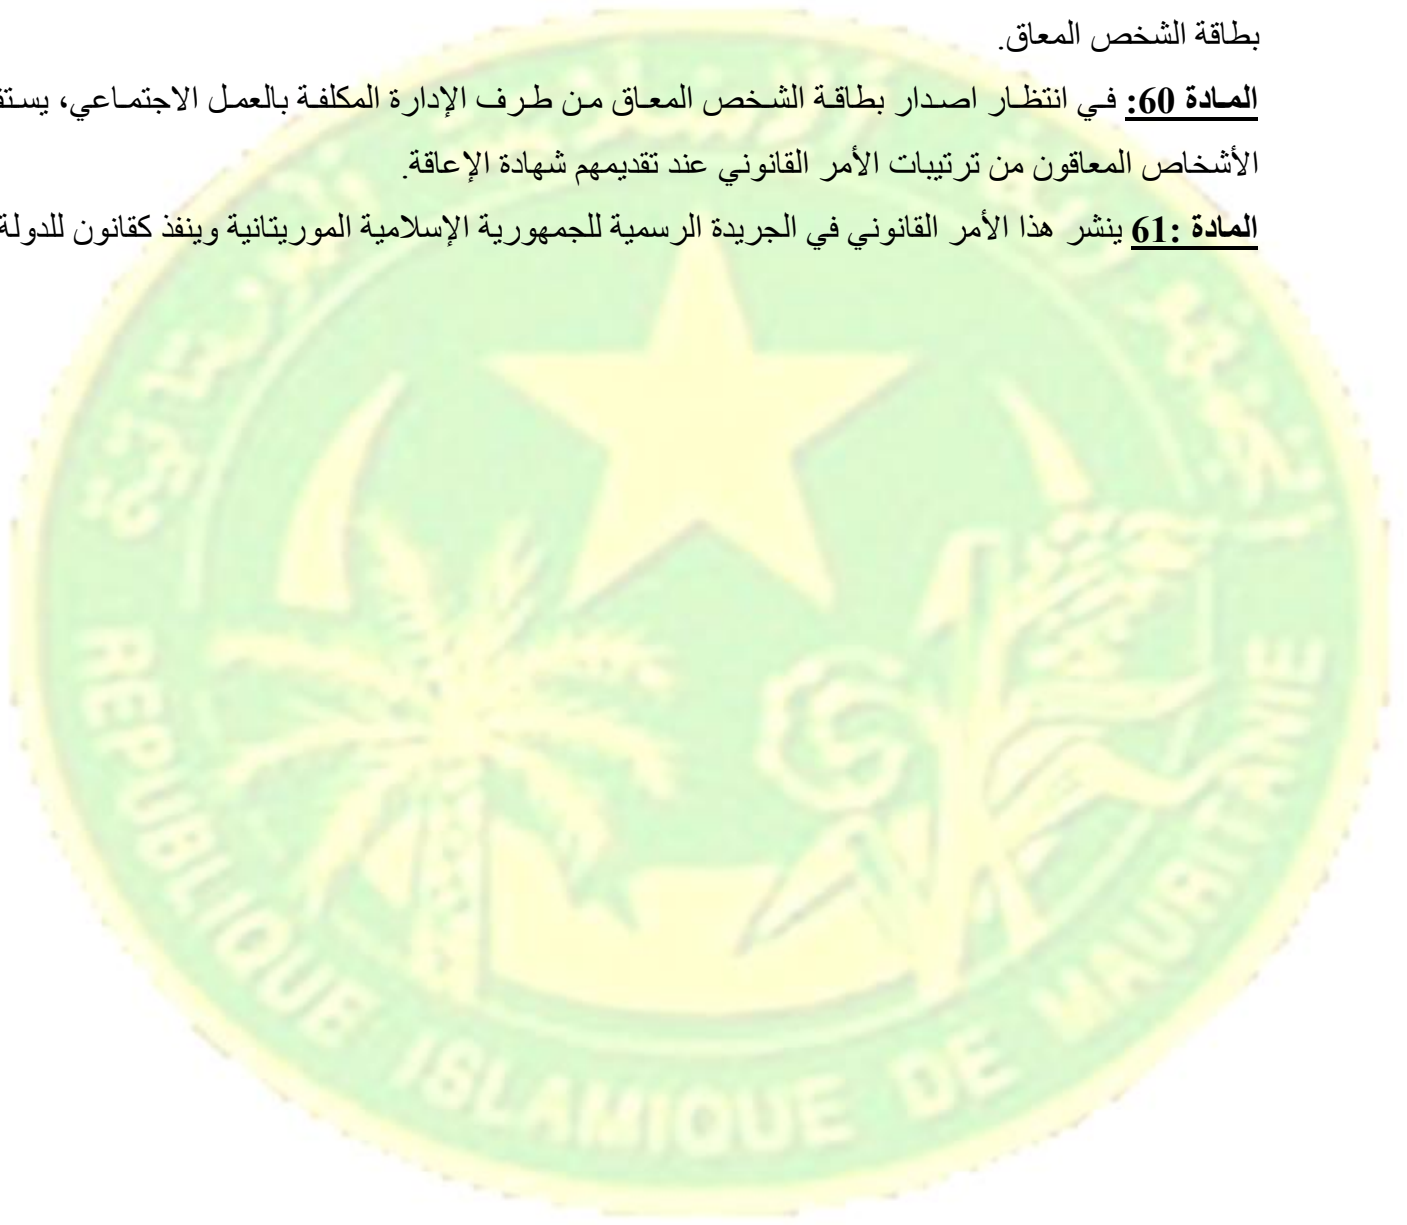 بطاقة الشخص المعاق.
المادة 60: في انتظار اصدار بطاقة الشخص المعاق من طرف الإدارة المكلفة بالعمل الاجتماعي، يستف
الأشخاص المعاقون من ترتيبات الأمر القانوني عند تقديمهم شهادة الإعاقة.
المادة 61: ينشر هذا الأمر القانوني في الجريدة الرسمية للجمهورية الإسلامية الموريتانية وينفذ كقانون للدولة
REPUBLIQUE ISLAMIQUE DE MAURITANIE